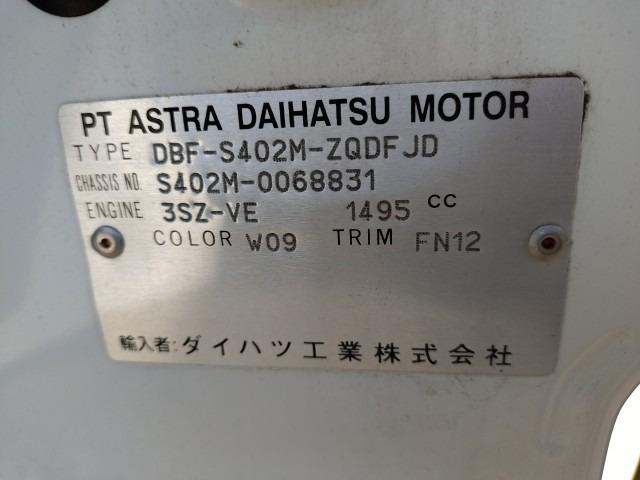 PT ASTRA DAIHATSU MOTOR
TYPE DBF-S402M-ZQDFJD
CHASSIS NO. S402M-0068831
ENGINE 3SZ-VE 1495 CC
COLOR W09 TRIM FN12
輸入者:ダイハツ工業株式会社